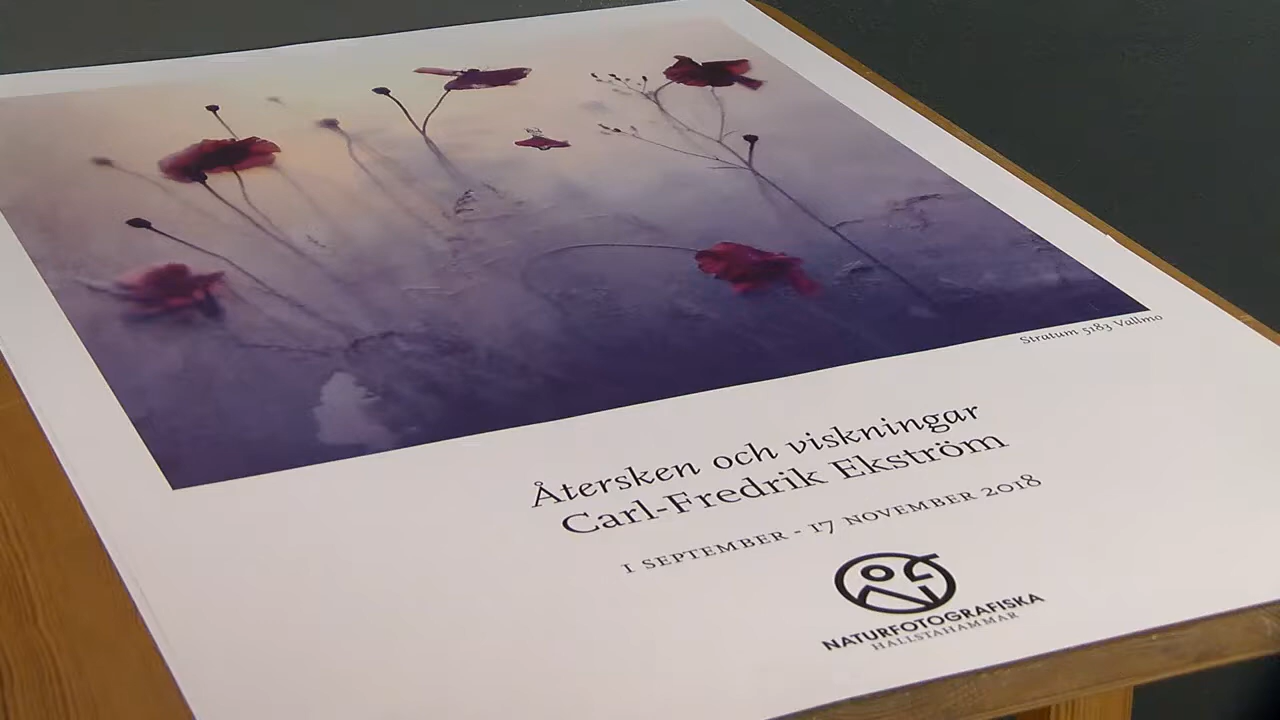 Stratum 5183 Vallmo
Återsken och viskningar
Carl-Fredrik Ekström
1 SEPTEMBER - 17 NOVEMBER 2018
NATURFOTOGRAFISKA
HALLSTAHAMMAR